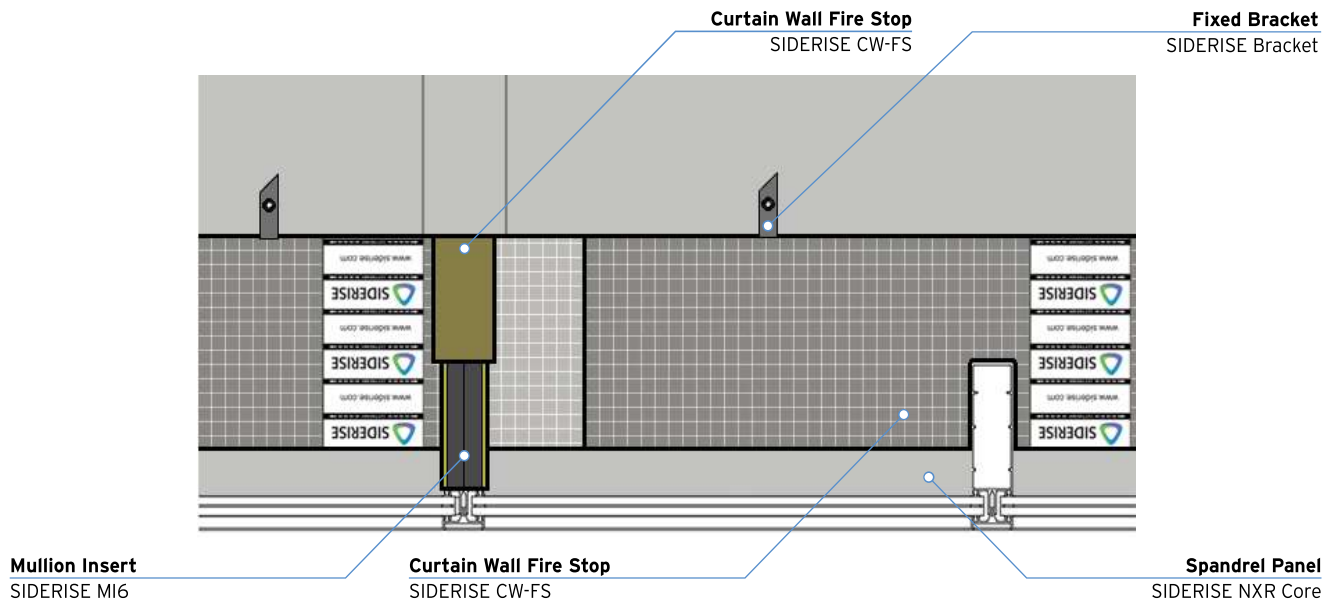 Curtain Wall Fire Stop
SIDERISE CW-FS
Fixed Bracket
SIDERISE Bracket
www.siderise.com
www.siderise.com
SIDERISE
SIDERISE
www.siderise.com
www.siderise.com
SIDERISE
SIDERISE
www.siderise.com
www.siderise.com
SIDERISE
SIDERISE
Mullion Insert
SIDERISE MI6
Curtain Wall Fire Stop
SIDERISE CW-FS
Spandrel Panel
SIDERISE NXR Core